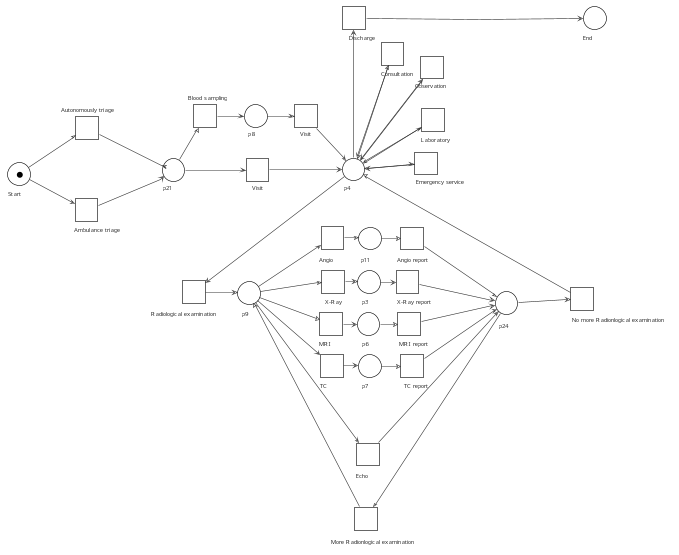 Discharge
End
Consultation
Observation
Blood sampling
Autonomously triage
p8
Visit
Laboratory
Start
p21
Visit
p4
Emergency service
Ambulance triage
Angio
p11
Angio report
X-Ray
p3
X-Ray report
Radiological examination
p9
p24
No more Radionlogical examination
MRI
p6
MRI report
TC
p7
TC report
Echo
More Radionlogical examination